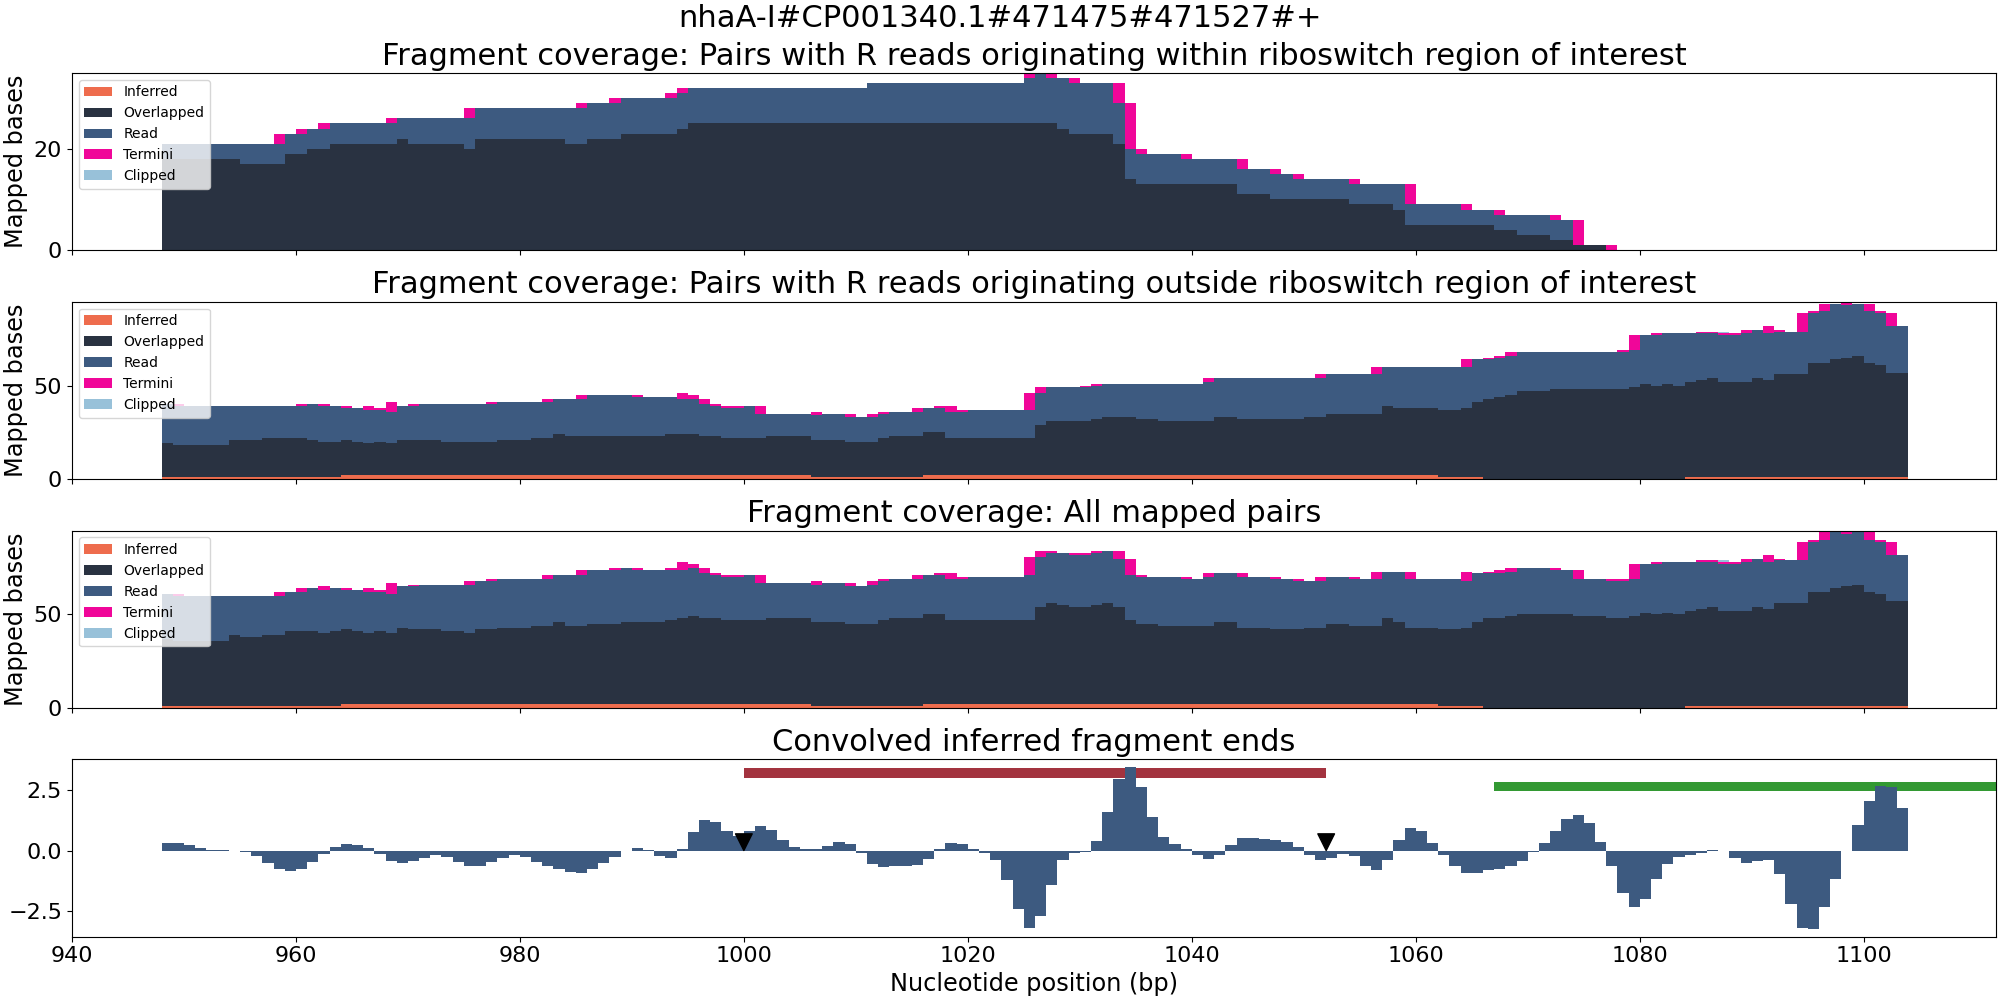 nhaA-I#CP001340.1#471475#471527#+
Fragment coverage: Pairs with R reads originating within riboswitch region of interest
Mapped bases
20
0
Inferred
Overlapped
Read
Termini
Clipped
Fragment coverage: Pairs with R reads originating outside riboswitch region of interest
Mapped bases
50
0
Inferred
Overlapped
Read
Termini
Clipped
Fragment coverage: All mapped pairs
Mapped bases
50
0
Inferred
Overlapped
Read
Termini
Clipped
Convolved inferred fragment ends
2.5
0.0
−2.5
940 960 980 1000 1020 1040 1060 1080 1100
Nucleotide position (bp)